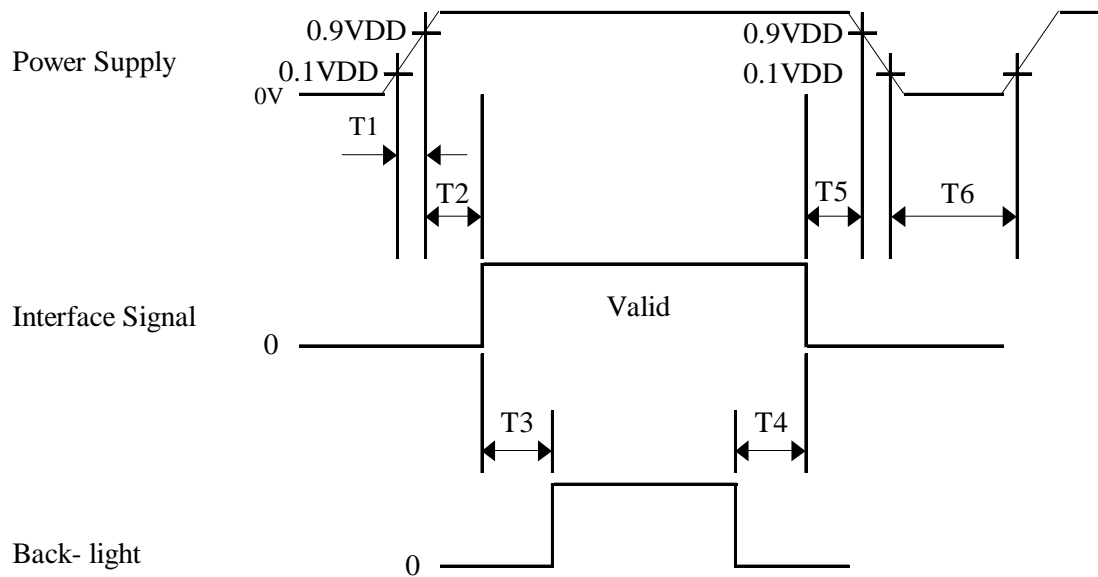 0.9VDD
0.9VDD
Power Supply
0.1VDD
0.1VDD
0V
T1
T2
T5
T6
Interface Signal
Valid
0
T3
T4
Back- light
0